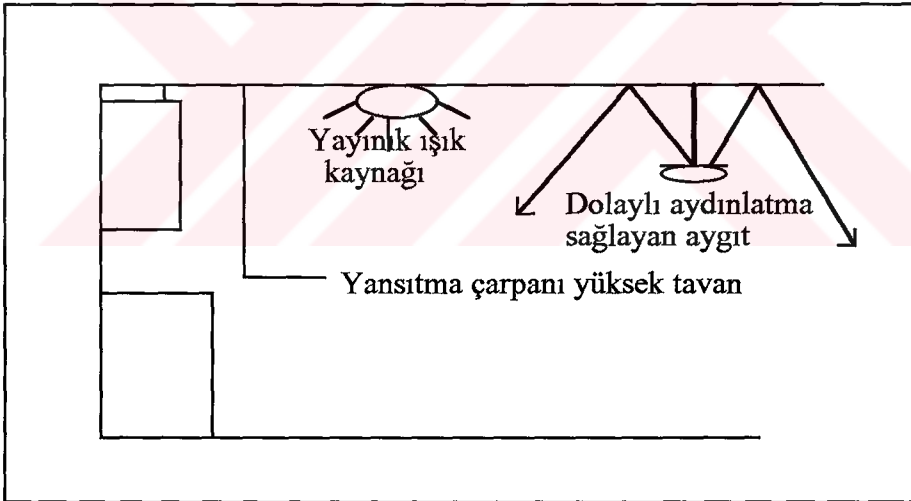 Yayınık ışık
kaynağı
Dolaylı aydınlatma
sağlayan aygıt
Yansıtma çarpanı yüksek tavan